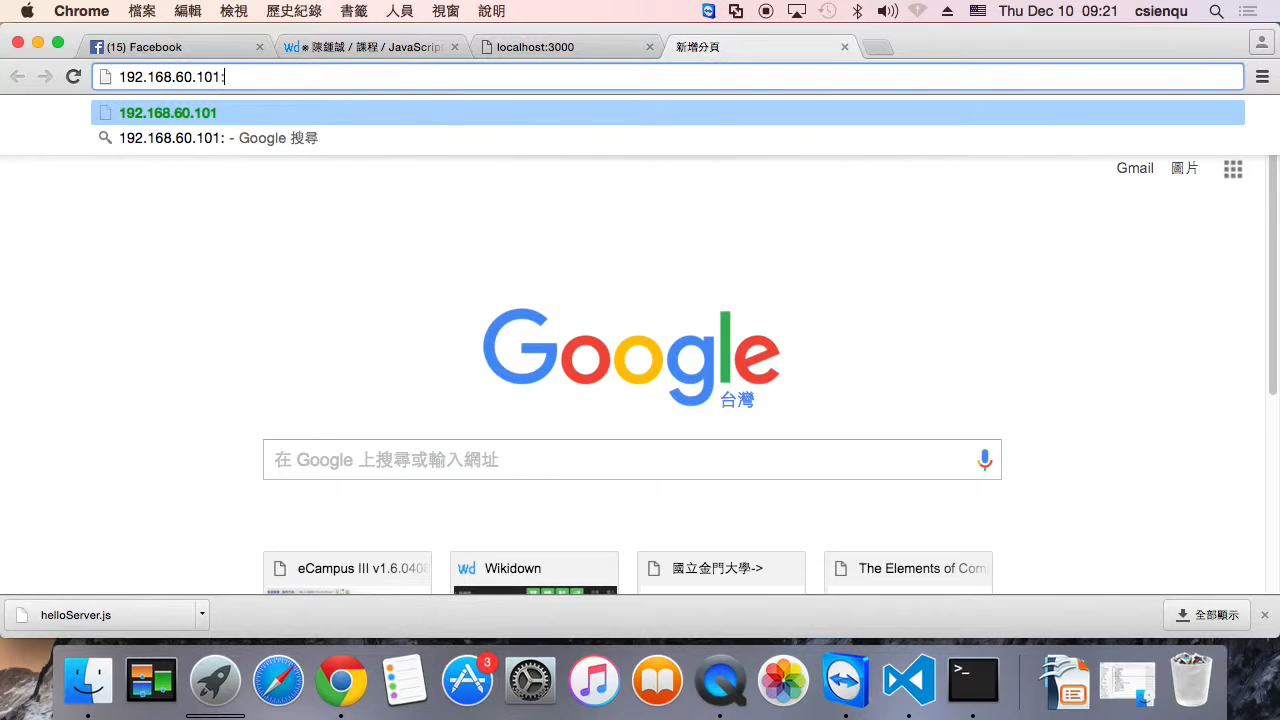 Chrome 檔案 編輯 檢視 歷史紀錄 書籤 人員 視窗 說明 Thu Dec 10 09:21 csienqu
(15) Facebook
wd ※ 陳鍾誠 / 課程 / JavaScrip
localhost:3000
新增分頁
192.168.60.101:
192.168.60.101
192.168.60.101: - Google 搜尋
Gmail 圖片
Google
台灣
在 Google 上搜尋或輸入網址
eCampus III v1.6.0408
wd Wikidown
國立金門大學->
The Elements of Com
helloServer.js
全部顯示
3
>_